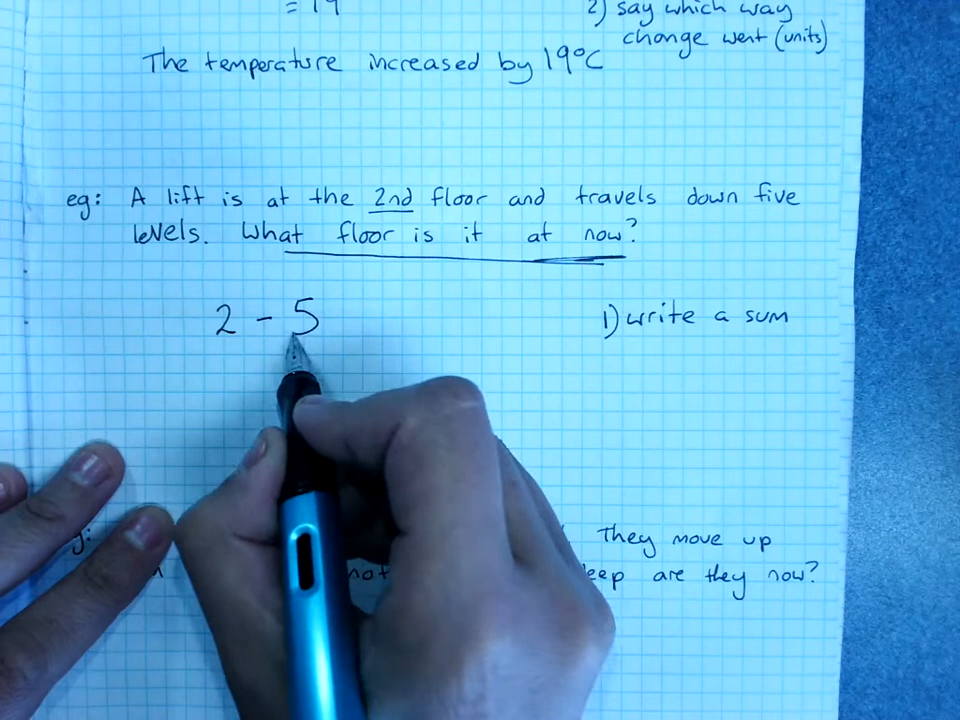 = 19
2) say which way
change went (units)
The temperature increased by 19°C
eg: A lift is at the 2nd floor and travels down five
levels. What floor is it at now?
2 - 5
1) write a sum
They move up
are they now?